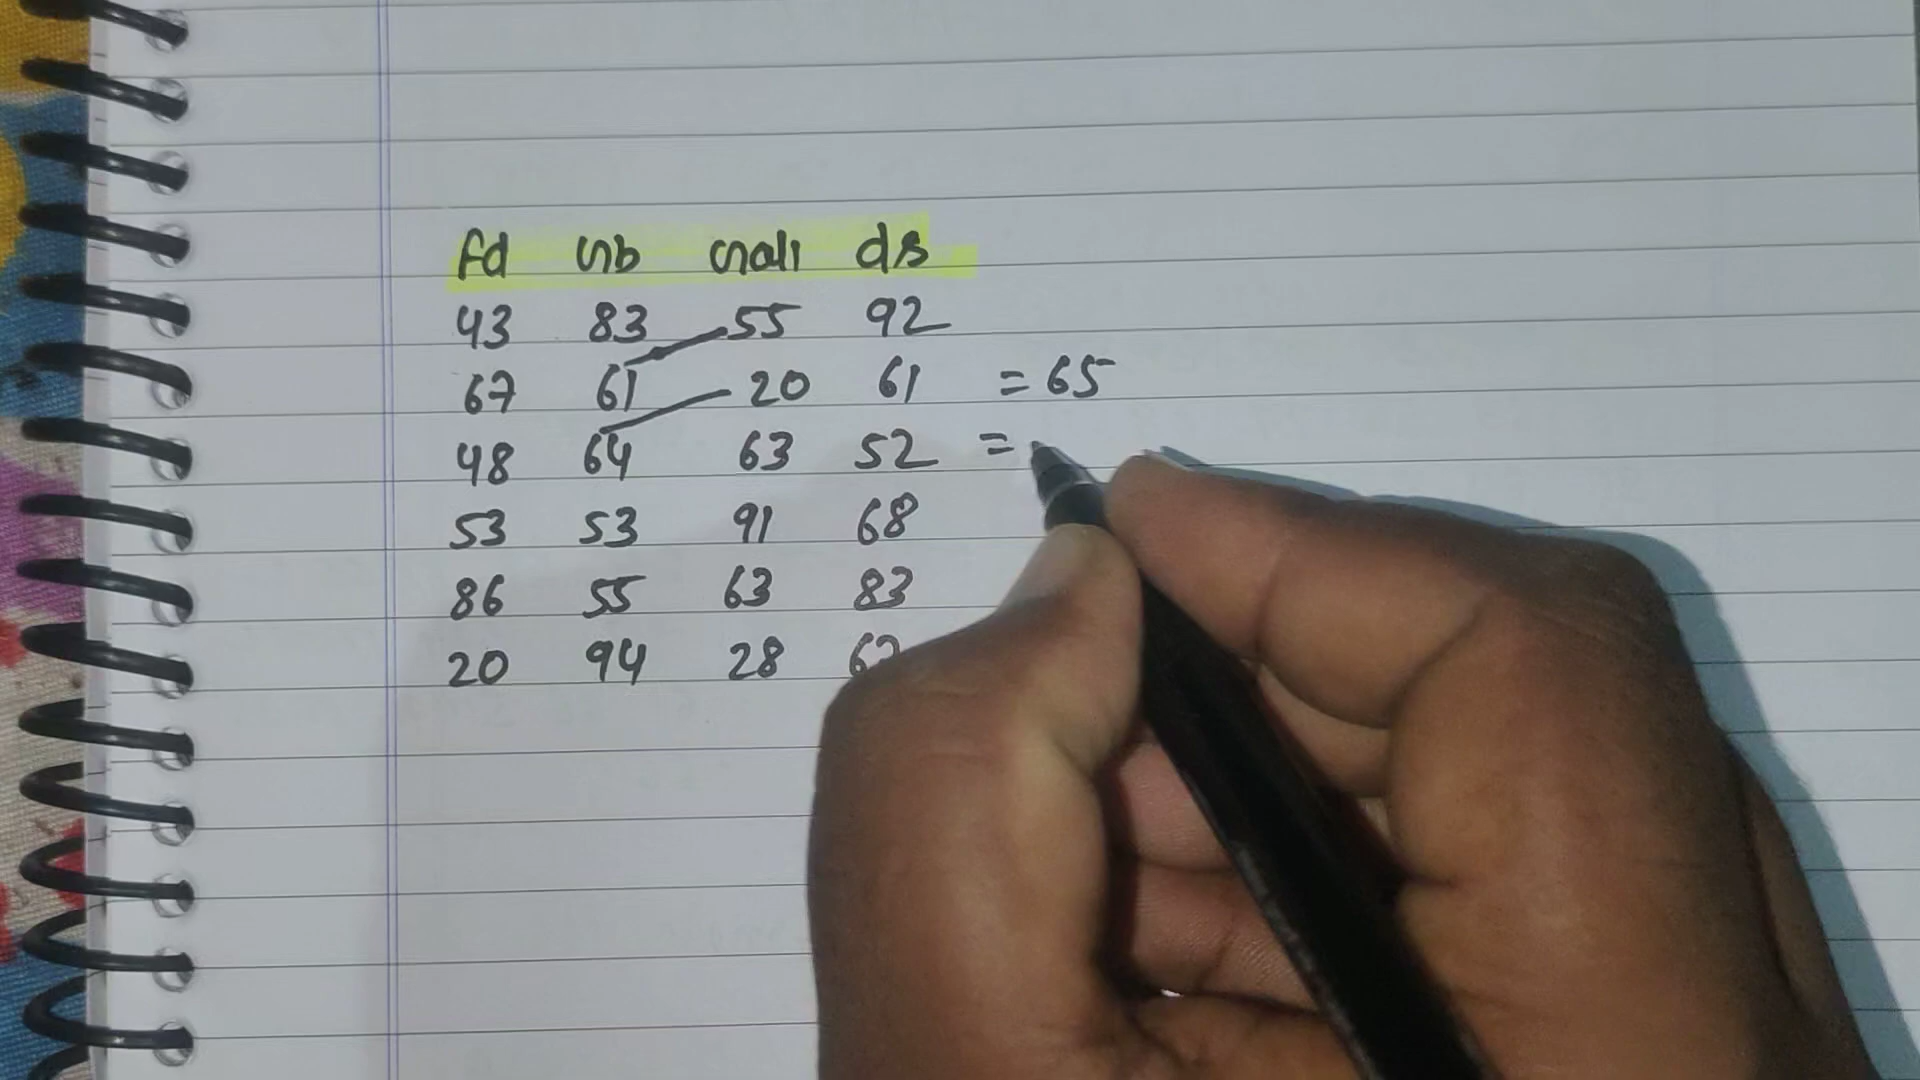 fd gb gali ds
43 83 55 92
67 61 20 61 = 65
48 64 63 52 =
53 53 91 68
86 55 63 83
20 94 28